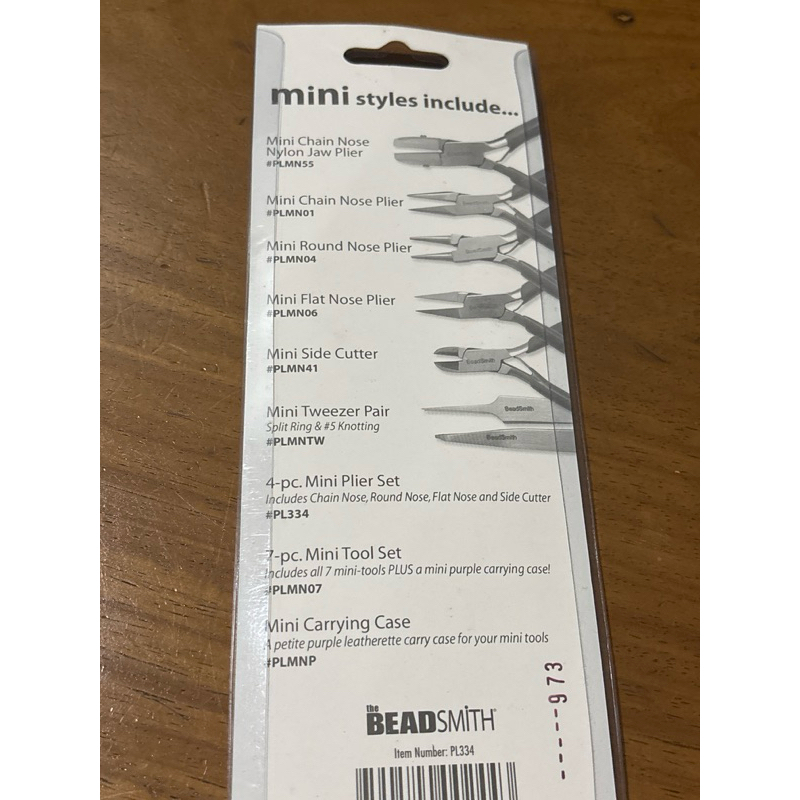 mini styles include...
Mini Chain Nose
Nylon Jaw Plier
#PLMN55
Mini Chain Nose Plier
#PLMN01
Mini Round Nose Plier
#PLMN04
Mini Flat Nose Plier
#PLMN06
Mini Side Cutter
#PLMN41
BeadSmith
Mini Tweezer Pair
Split Ring & #5 Knotting
#PLMNTW
BeadSmith
BeadSmith
4-pc. Mini Plier Set
Includes Chain Nose, Round Nose, Flat Nose and Side Cutter
#PL334
7-pc. Mini Tool Set
Includes all 7 mini-tools PLUS a mini purple carrying case!
#PLMN07
Mini Carrying Case
A petite purple leatherette carry case for your mini tools
#PLMNP
the
BEADSMITH
Item Number: PL334
-----973